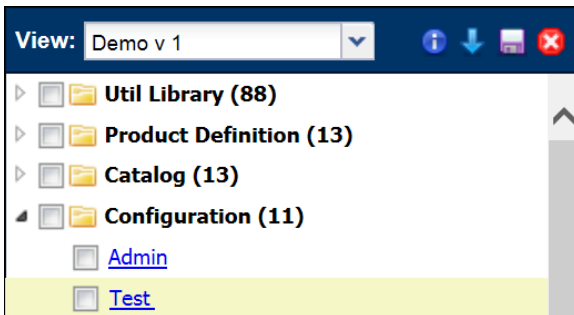 View: Demo v 1
Util Library (88)
Product Definition (13)
Catalog (13)
Configuration (11)
Admin
Test